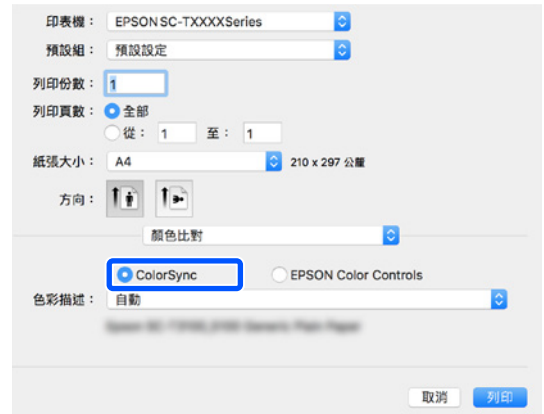 印表機： EPSON SC-TXXXXSeries
預設組： 預設設定
列印份數： 1
列印頁數： 全部
從： 1 至： 1
紙張大小： A4 210 x 297 公釐
方向：
顏色比對
ColorSync EPSON Color Controls
色彩描述： 自動
取消 列印